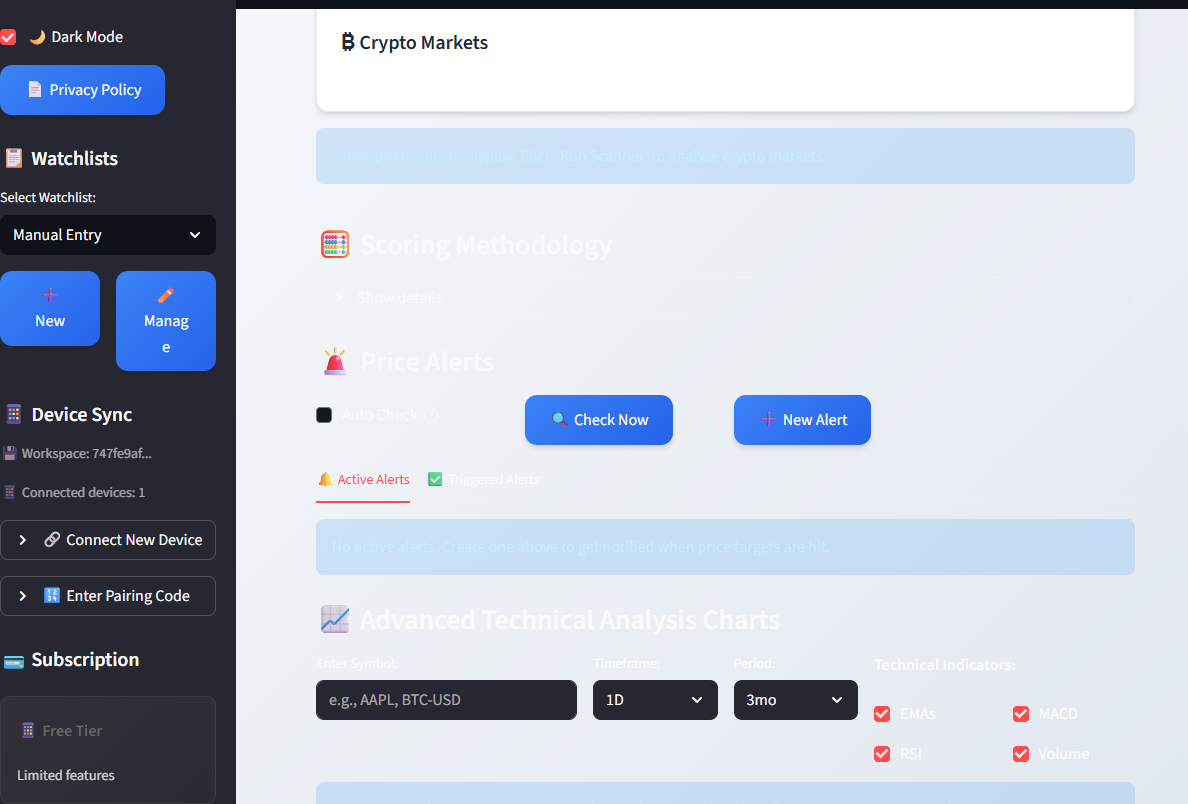 Dark Mode
Privacy Policy
Watchlists
Select Watchlist:
Manual Entry
New
Manag
e
Device Sync
Workspace: 747fe9af...
Connected devices: 1
Connect New Device
Enter Pairing Code
Subscription
Free Tier
Limited features
₿ Crypto Markets
No crypto results to display. Click 'Run Scanner' to analyze crypto markets.
Scoring Methodology
Show details
Price Alerts
Auto Check
Check Now
New Alert
Active Alerts
Triggered Alerts
No active alerts. Create one above to get notified when price targets are hit.
Advanced Technical Analysis Charts
Enter Symbol:
e.g., AAPL, BTC-USD
Timeframe:
1D
Period:
3mo
Technical Indicators:
EMAs
MACD
RSI
Volume